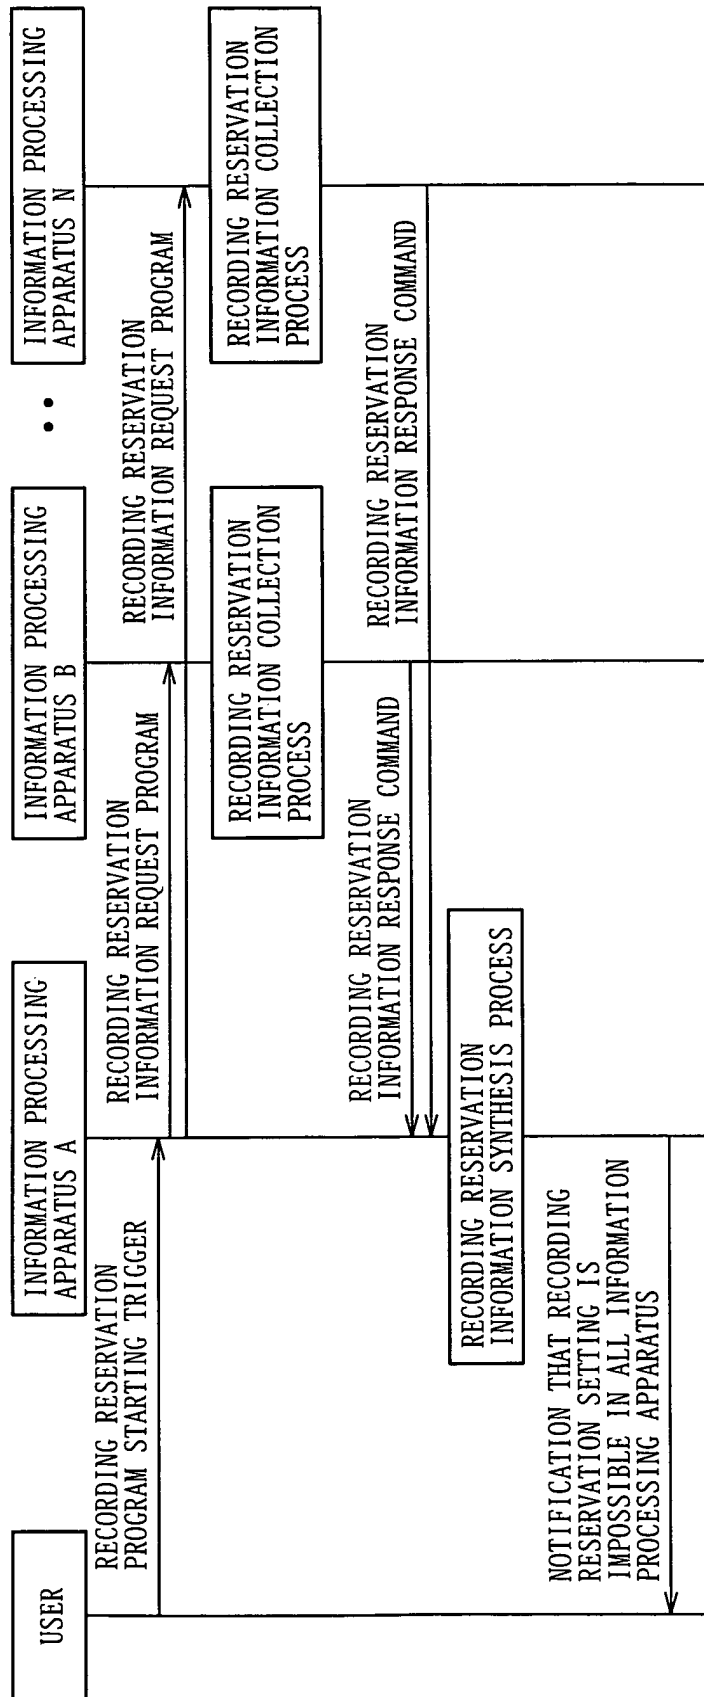 USER
INFORMATION PROCESSING
APPARATUS A
INFORMATION PROCESSING
APPARATUS B
INFORMATION PROCESSING
APPARATUS N
RECORDING RESERVATION
PROGRAM STARTING TRIGGER
RECORDING RESERVATION
INFORMATION REQUEST PROGRAM
RECORDING RESERVATION
INFORMATION REQUEST PROGRAM
RECORDING RESERVATION
INFORMATION COLLECTION
PROCESS
RECORDING RESERVATION
INFORMATION COLLECTION
PROCESS
RECORDING RESERVATION
INFORMATION RESPONSE COMMAND
RECORDING RESERVATION
INFORMATION RESPONSE COMMAND
RECORDING RESERVATION
INFORMATION SYNTHESIS PROCESS
NOTIFICATION THAT RECORDING
RESERVATION SETTING IS
IMPOSSIBLE IN ALL INFORMATION
PROCESSING APPARATUS